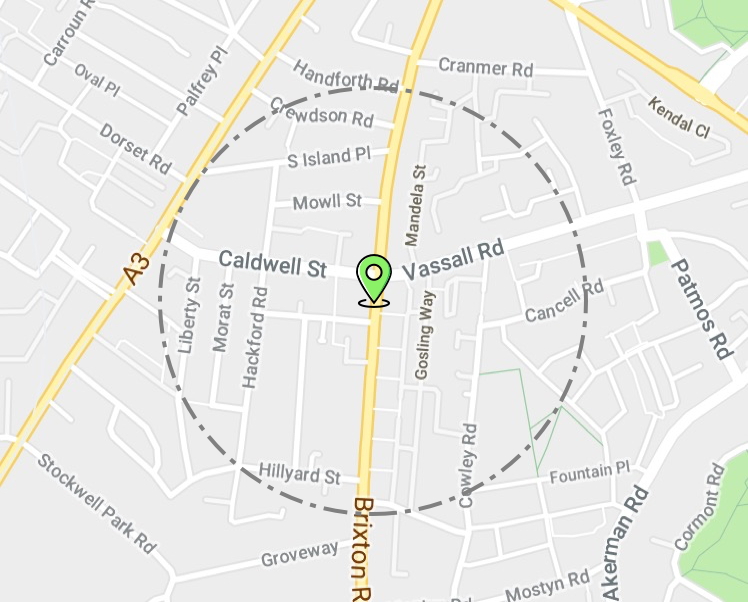 Carroun R
Palfrey Pl
Oval Pl
Dorset Rd
Handforth Rd
Cranmer Rd
Crewdson Rd
Kendal Cl
Foxley Rd
S Island Pl
Mowll St
Mandela St
A3
Caldwell St
Vassall Rd
Liberty St
Morat St
Hackford Rd
Gosling Way
Cancell Rd
Patmos Rd
Cowley Rd
Hillyard St
Fountain Pl
Stockwell Park Rd
Brixton R
Groveway
Akerman Rd
Cormont Rd
Mostyn Rd